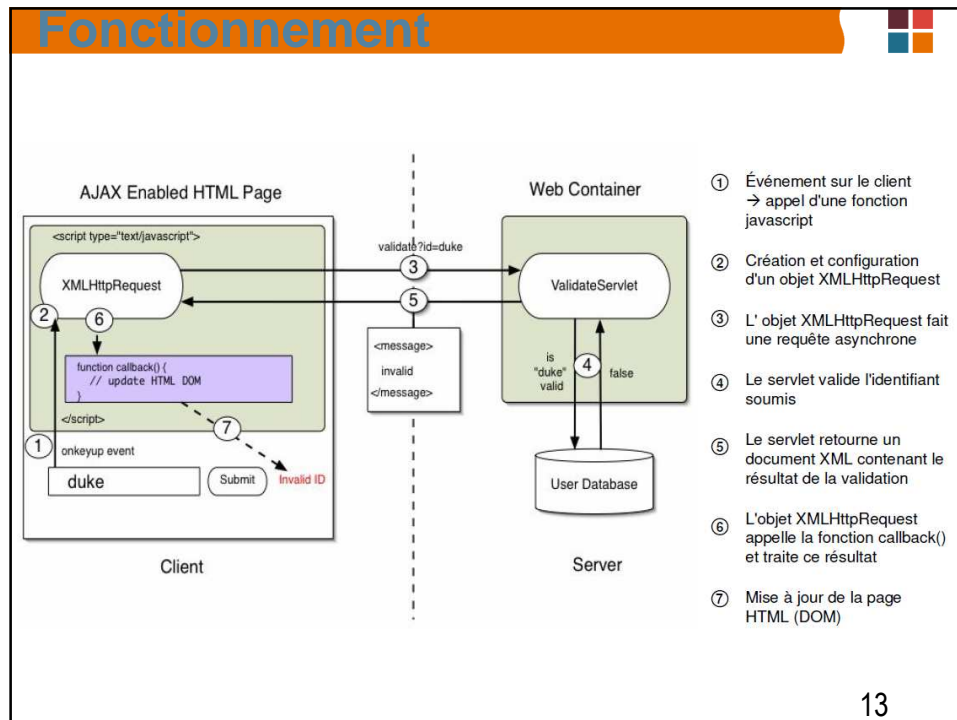 Fonctionnement
AJAX Enabled HTML Page
<script type="text/javascript">
XMLHttpRequest
2
6
function callback() {
// update HTML DOM
}
</script>
7
1
onkeyup event
duke
Submit
Invalid ID
Client
validate?id=duke
3
5
<message>
invalid
</message>
Web Container
ValidateServlet
is
"duke"
valid
4
false
User Database
Server
① Événement sur le client
→ appel d'une fonction
javascript
② Création et configuration
d'un objet XMLHttpRequest
③ L' objet XMLHttpRequest fait
une requête asynchrone
④ Le servlet valide l'identifiant
soumis
⑤ Le servlet retourne un
document XML contenant le
résultat de la validation
⑥ L'objet XMLHttpRequest
appelle la fonction callback()
et traite ce résultat
⑦ Mise à jour de la page
HTML (DOM)
13